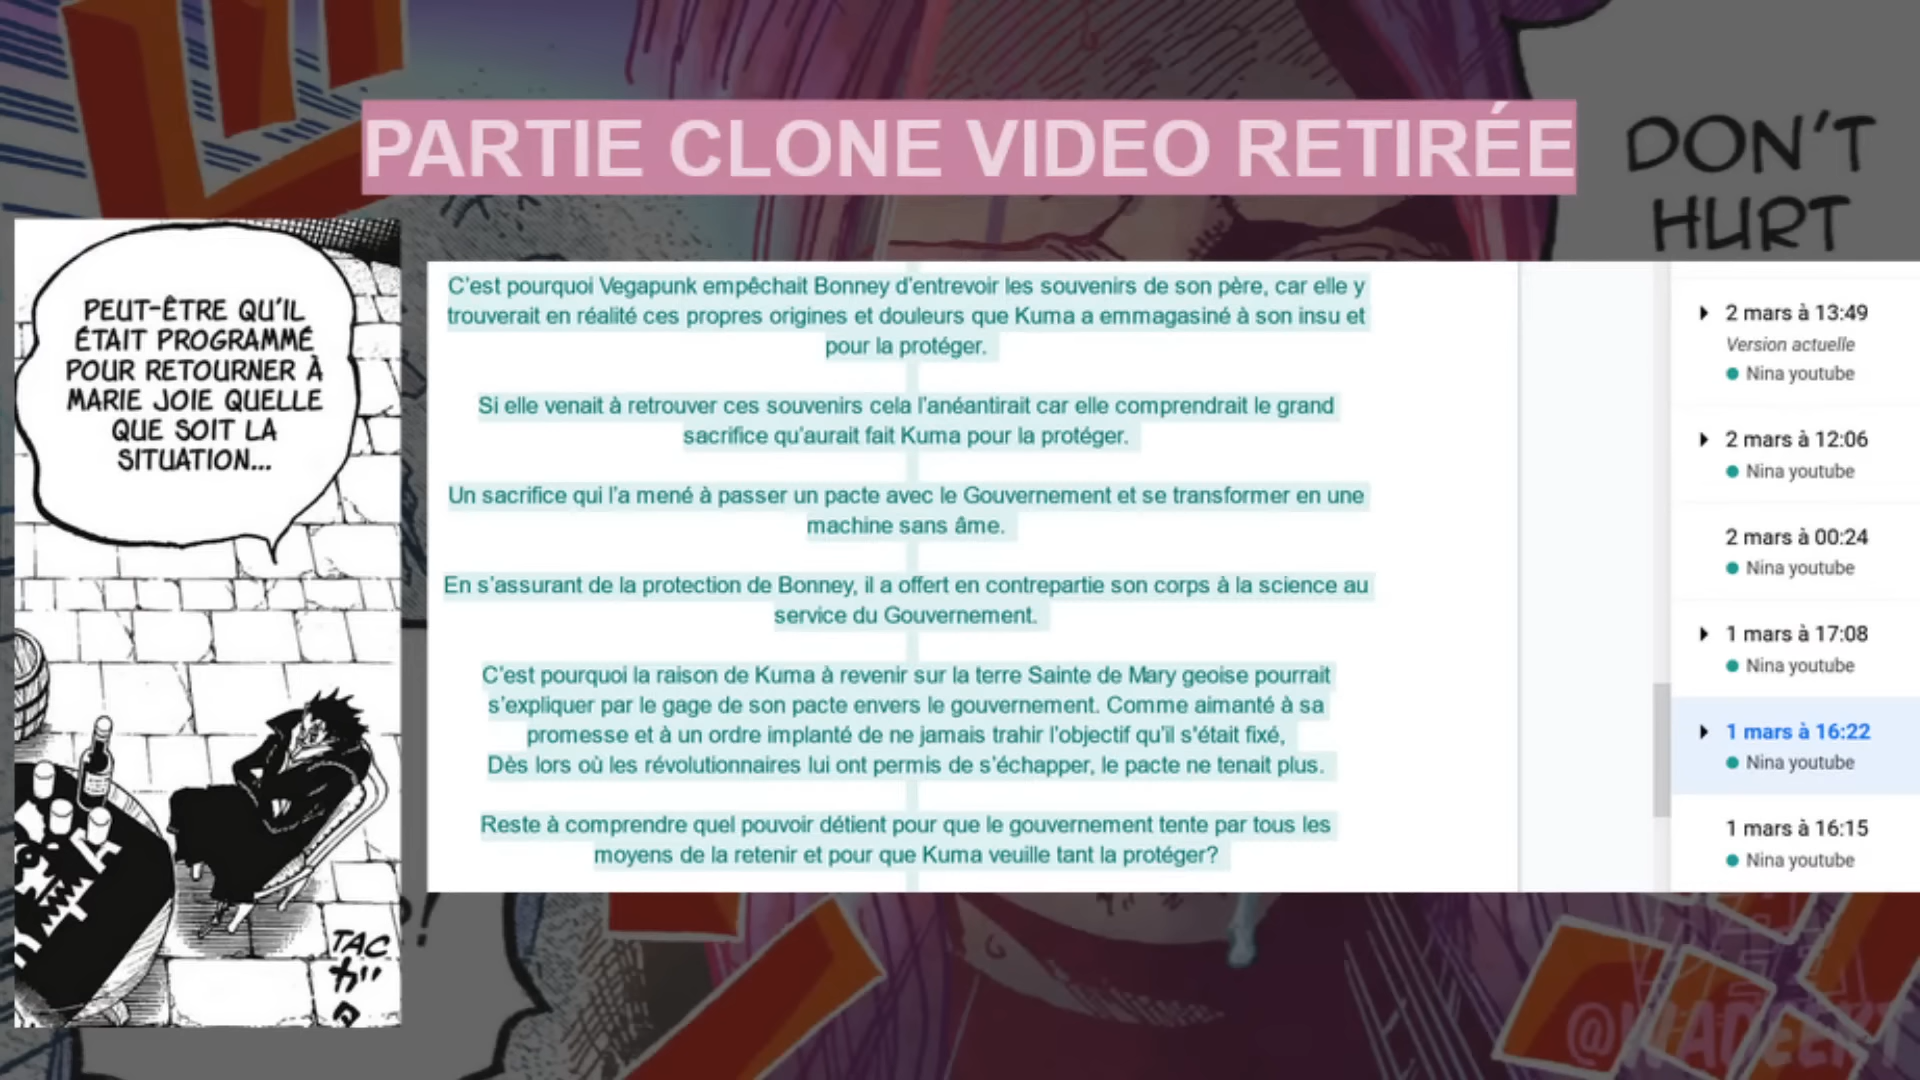 PARTIE CLONE VIDEO RETIRÉE
DON'T
HURT
PEUT-ÊTRE QU'IL
ÉTAIT PROGRAMMÉ
POUR RETOURNER À
MARIE JOIE QUELLE
QUE SOIT LA
SITUATION...
TAC
C'est pourquoi Vegapunk empêchait Bonney d'entrevoir les souvenirs de son père, car elle y
trouverait en réalité ces propres origines et douleurs que Kuma a emmagasiné à son insu et
pour la protéger.
Si elle venait à retrouver ces souvenirs cela l'anéantirait car elle comprendrait le grand
sacrifice qu'aurait fait Kuma pour la protéger.
Un sacrifice qui l'a mené à passer un pacte avec le Gouvernement et se transformer en une
machine sans âme.
En s'assurant de la protection de Bonney, il a offert en contrepartie son corps à la science au
service du Gouvernement.
C'est pourquoi la raison de Kuma à revenir sur la terre Sainte de Mary geoise pourrait
s'expliquer par le gage de son pacte envers le gouvernement. Comme aimanté à sa
promesse et à un ordre implanté de ne jamais trahir l'objectif qu'il s'était fixé,
Dès lors où les révolutionnaires lui ont permis de s'échapper, le pacte ne tenait plus.
Reste à comprendre quel pouvoir détient pour que le gouvernement tente par tous les
moyens de la retenir et pour que Kuma veuille tant la protéger?
2 mars à 13:49
Version actuelle
Nina youtube
2 mars à 12:06
Nina youtube
2 mars à 00:24
Nina youtube
1 mars à 17:08
Nina youtube
1 mars à 16:22
Nina youtube
1 mars à 16:15
Nina youtube